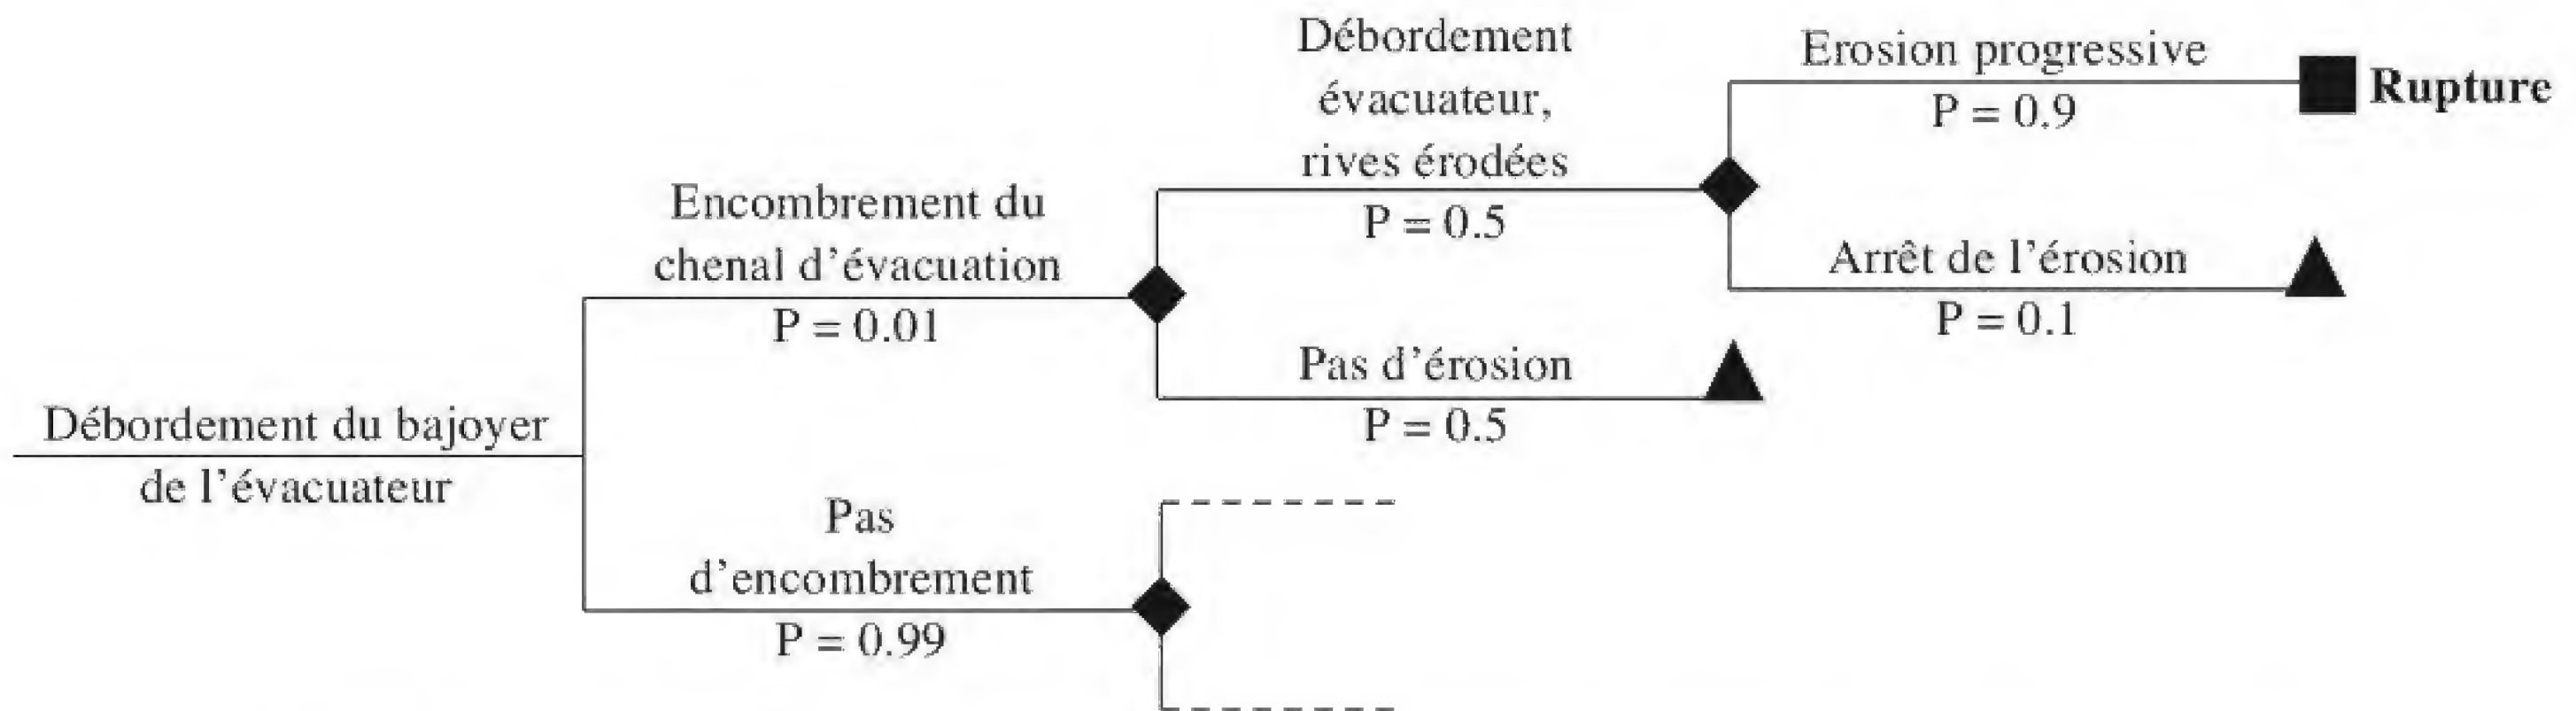 Débordement
évacuateur,
rives érodées
P = 0.5
Erosion progressive
P = 0.9
Rupture
Encombrement du
chenal d'évacuation
P = 0.01
Arrêt de l'érosion
P = 0.1
Pas d'érosion
P = 0.5
Débordement du bajoyer
de l'évacuateur
Pas
d'encombrement
P = 0.99